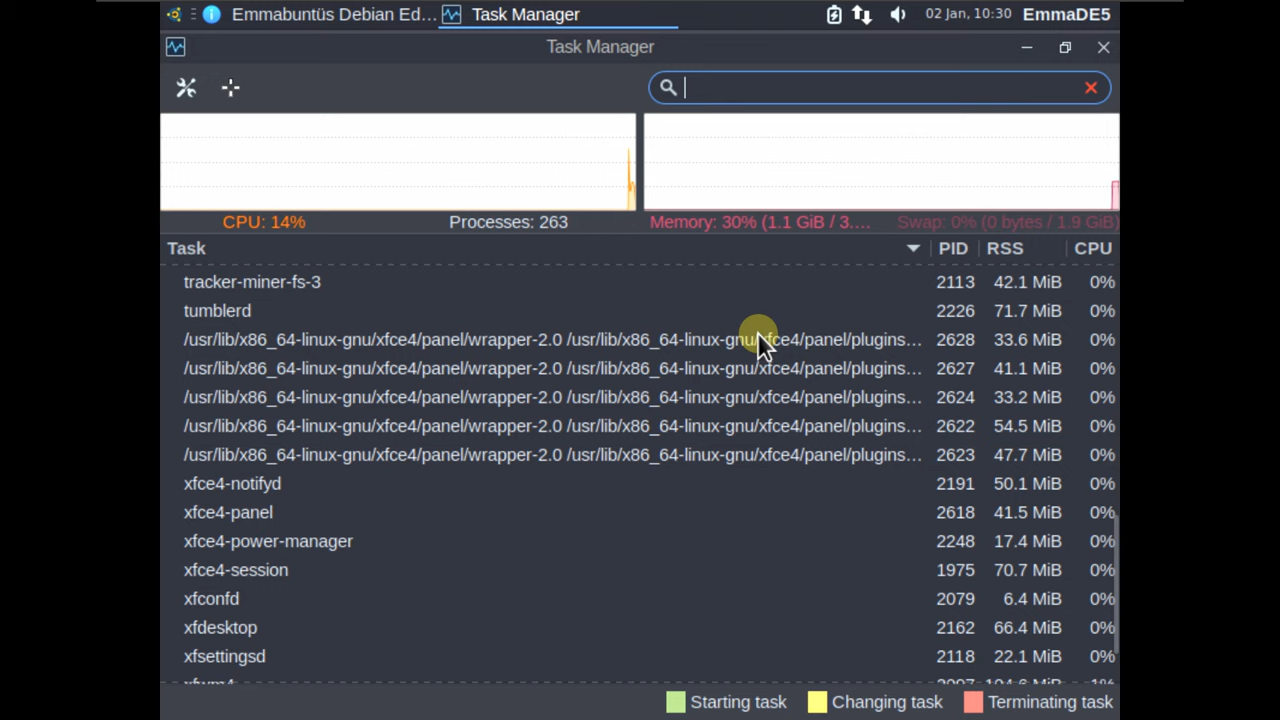 Emmabuntüs Debian Ed... Task Manager 02 Jan, 10:30 EmmaDE5
Task Manager
CPU: 14% Processes: 263 Memory: 30% (1.1 GiB / 3.... Swap: 0% (0 bytes / 1.9 GiB)
Task PID RSS CPU
tracker-miner-fs-3 2113 42.1 MiB 0%
tumblerd 2226 71.7 MiB 0%
/usr/lib/x86_64-linux-gnu/xfce4/panel/wrapper-2.0 /usr/lib/x86_64-linux-gnu/xfce4/panel/plugins... 2628 33.6 MiB 0%
/usr/lib/x86_64-linux-gnu/xfce4/panel/wrapper-2.0 /usr/lib/x86_64-linux-gnu/xfce4/panel/plugins... 2627 41.1 MiB 0%
/usr/lib/x86_64-linux-gnu/xfce4/panel/wrapper-2.0 /usr/lib/x86_64-linux-gnu/xfce4/panel/plugins... 2624 33.2 MiB 0%
/usr/lib/x86_64-linux-gnu/xfce4/panel/wrapper-2.0 /usr/lib/x86_64-linux-gnu/xfce4/panel/plugins... 2622 54.5 MiB 0%
/usr/lib/x86_64-linux-gnu/xfce4/panel/wrapper-2.0 /usr/lib/x86_64-linux-gnu/xfce4/panel/plugins... 2623 47.7 MiB 0%
xfce4-notifyd 2191 50.1 MiB 0%
xfce4-panel 2618 41.5 MiB 0%
xfce4-power-manager 2248 17.4 MiB 0%
xfce4-session 1975 70.7 MiB 0%
xfconfd 2079 6.4 MiB 0%
xfdesktop 2162 66.4 MiB 0%
xfsettingsd 2118 22.1 MiB 0%
Starting task Changing task Terminating task